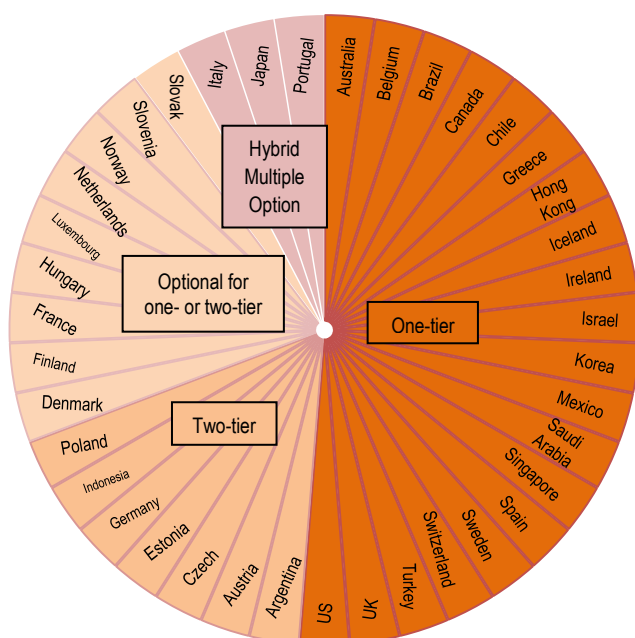 Australia
Belgium
Brazil
Canada
Chile
Greece
Hong
Kong
Iceland
Ireland
Israel
Korea
Mexico
Saudi
Arabia
Singapore
Spain
Sweden
Switzerland
Turkey
UK
US
Argentina
Austria
Czech
Estonia
Germany
Indonesia
Poland
Denmark
Finland
France
Hungary
Luxembourg
Netherlands
Norway
Slovenia
Slovak
Italy
Japan
Portugal
Hybrid
Multiple
Option
Optional for
one- or two-tier
One-tier
Two-tier